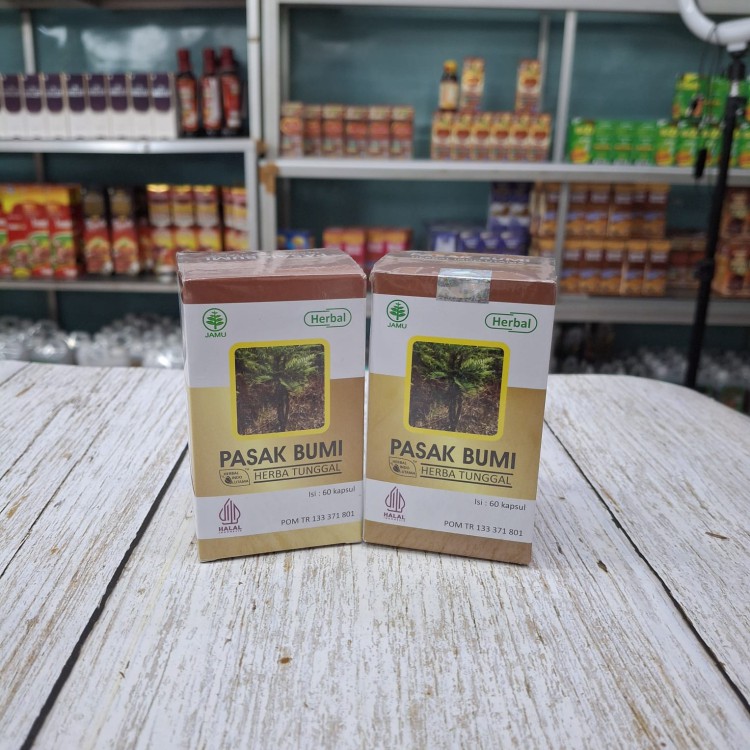 Herbal
JAMU
PASAK BUMI
HERBA TUNGGAL
Isi : 60 kapsul
HALAL
POM TR 133 371 801
Herbal
JAMU
PASAK BUMI
HERBA TUNGGAL
Isi : 60 kapsul
HALAL
POM TR 133 371 801